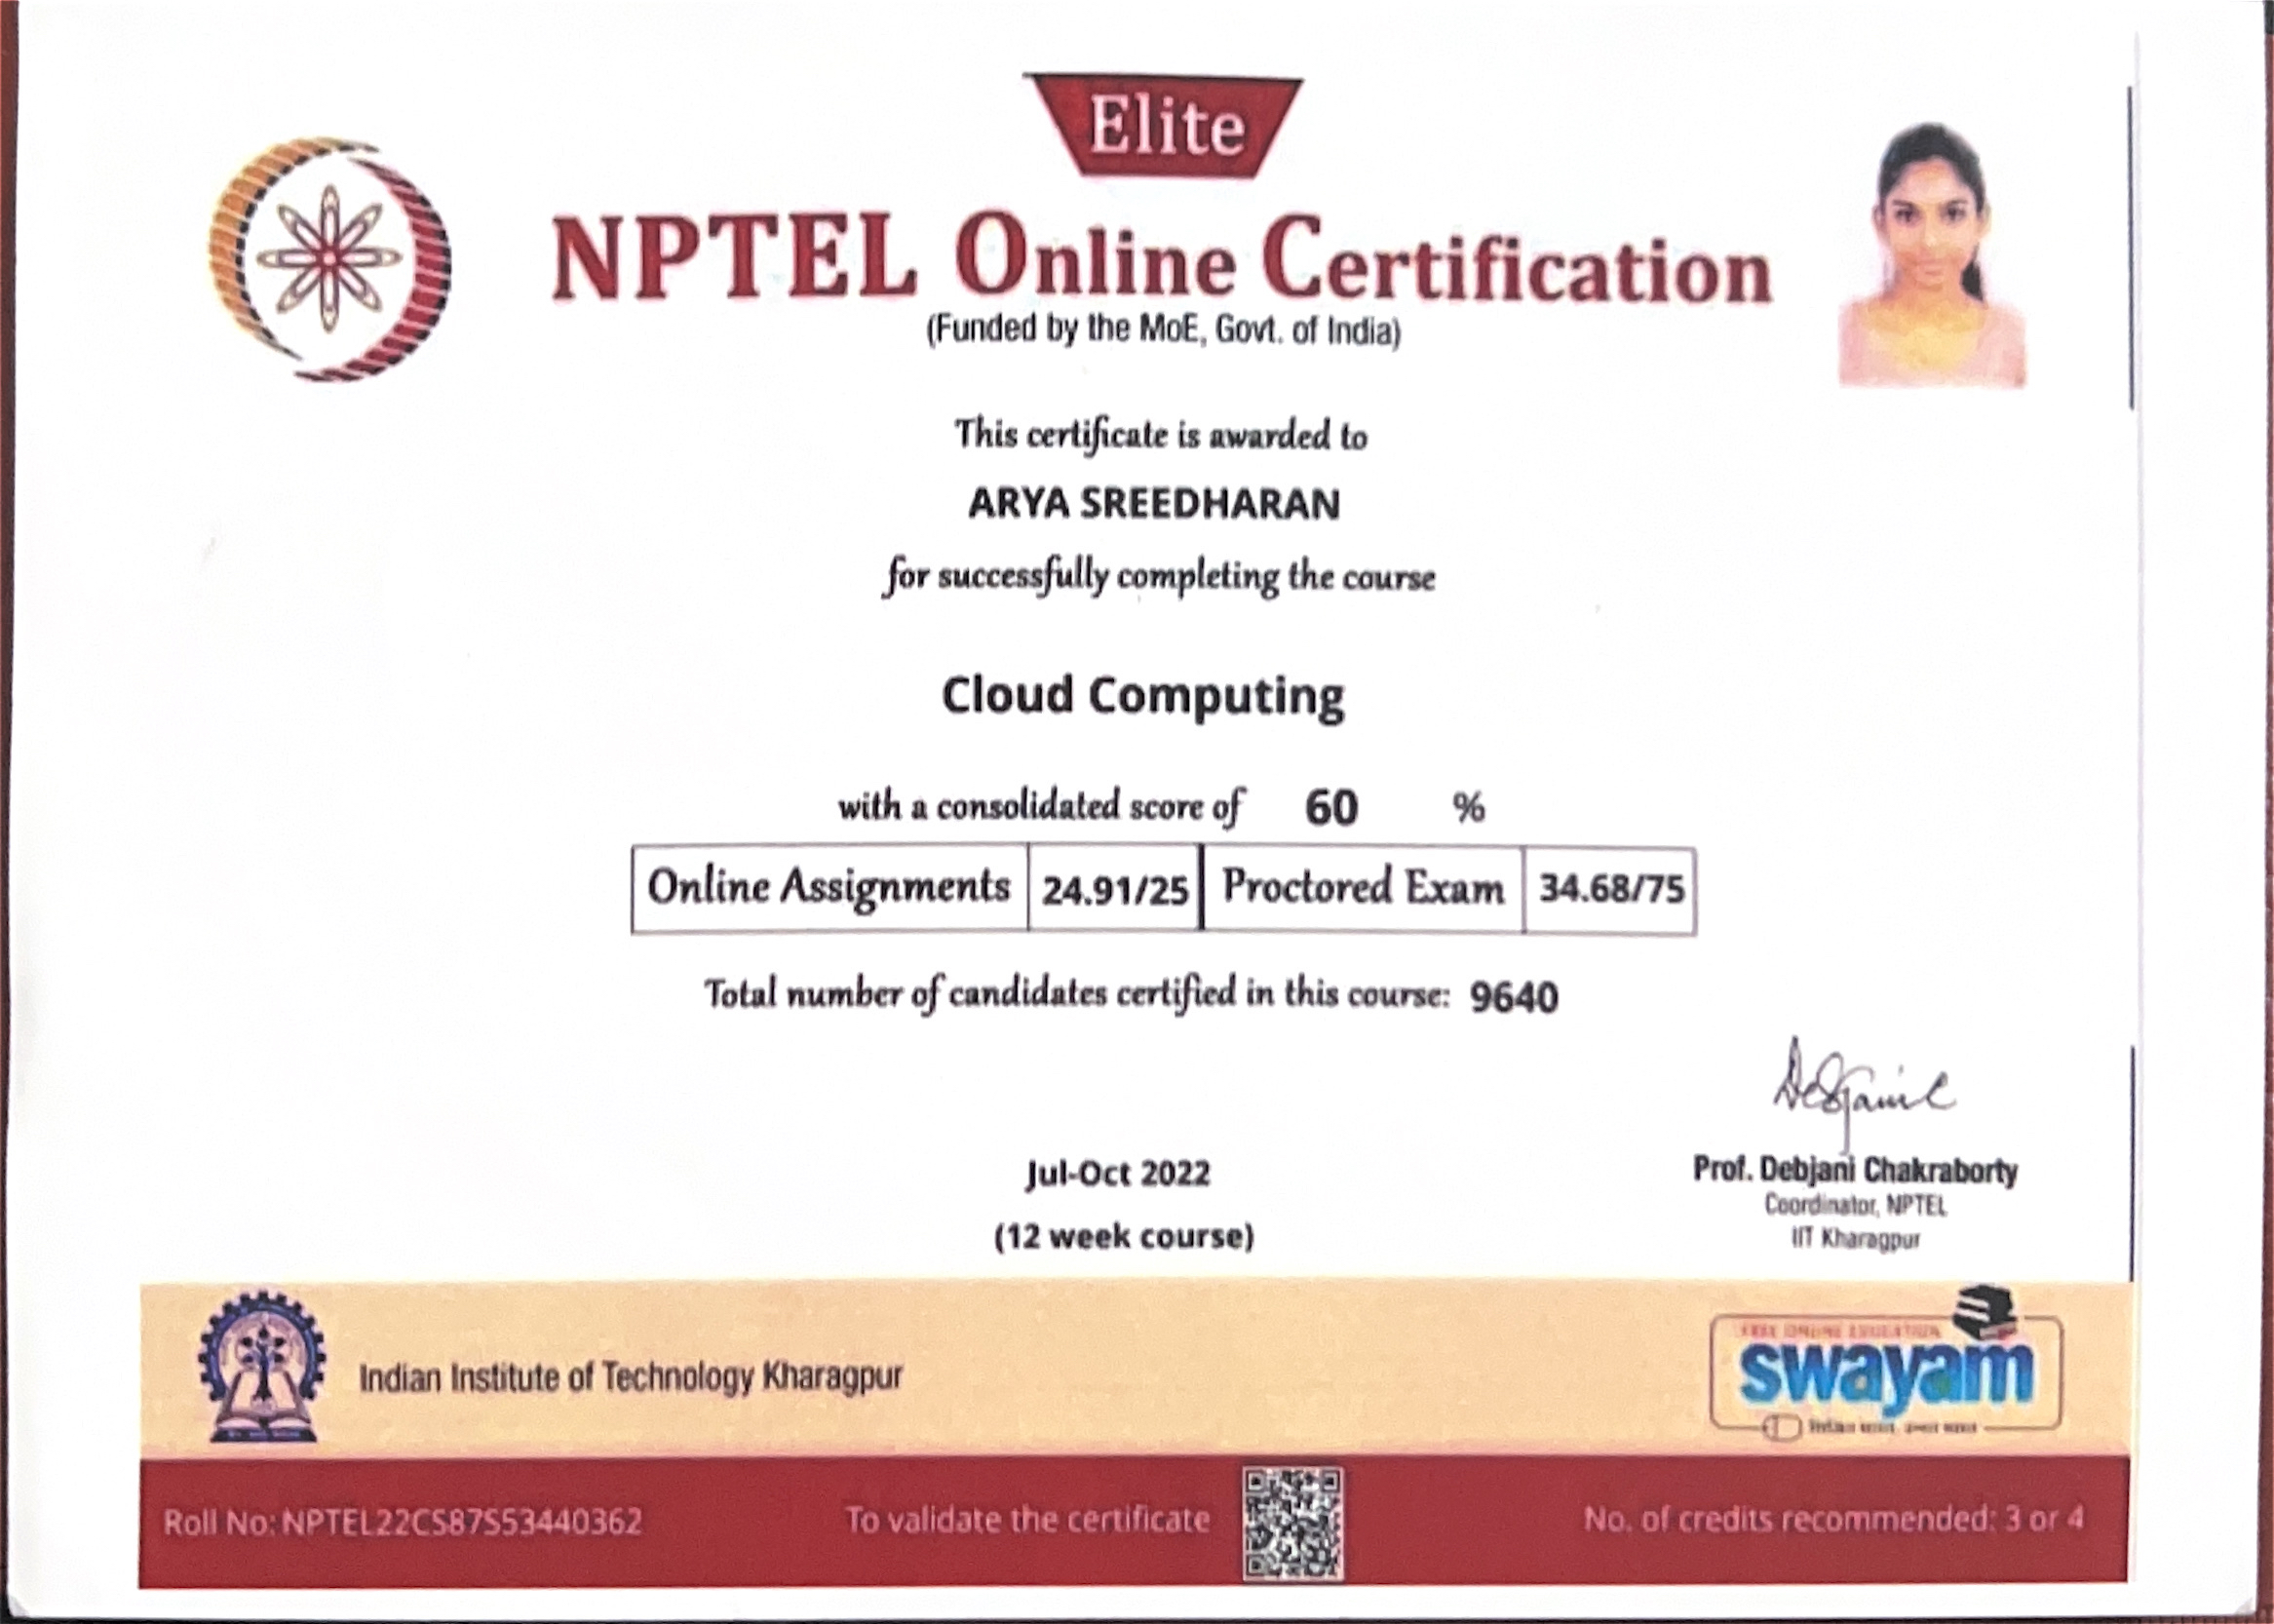 Elite
NPTEL Online Certification
(Funded by the MoE, Govt. of India)
This certificate is awarded to
ARYA SREEDHARAN
for successfully completing the course
Cloud Computing
with a consolidated score of 60 %
Online Assignments 24.91/25 Proctored Exam 34.68/75
Total number of candidates certified in this course: 9640
Jul-Oct 2022
(12 week course)
Prof. Debjani Chakraborty
Coordinator, NPTEL
IIT Kharagpur
Indian Institute of Technology Kharagpur
FREE ONLINE EDUCATION
swayam
Roll No: NPTEL22CS87S53440362 To validate the certificate No. of credits recommended: 3 or 4